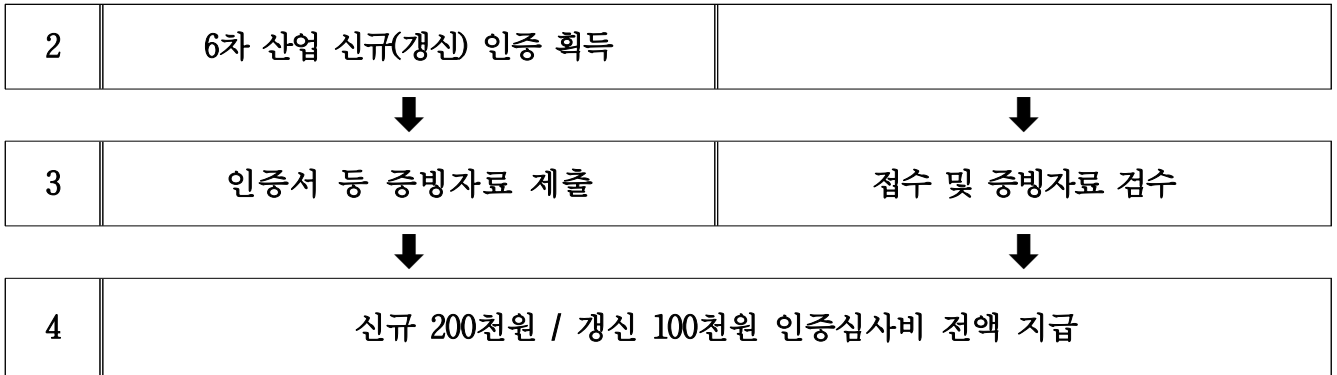 2 6차 산업 신규(갱신) 인증 획득
3 인증서 등 증빙자료 제출 접수 및 증빙자료 검수
4 신규 200천원 / 갱신 100천원 인증심사비 전액 지급